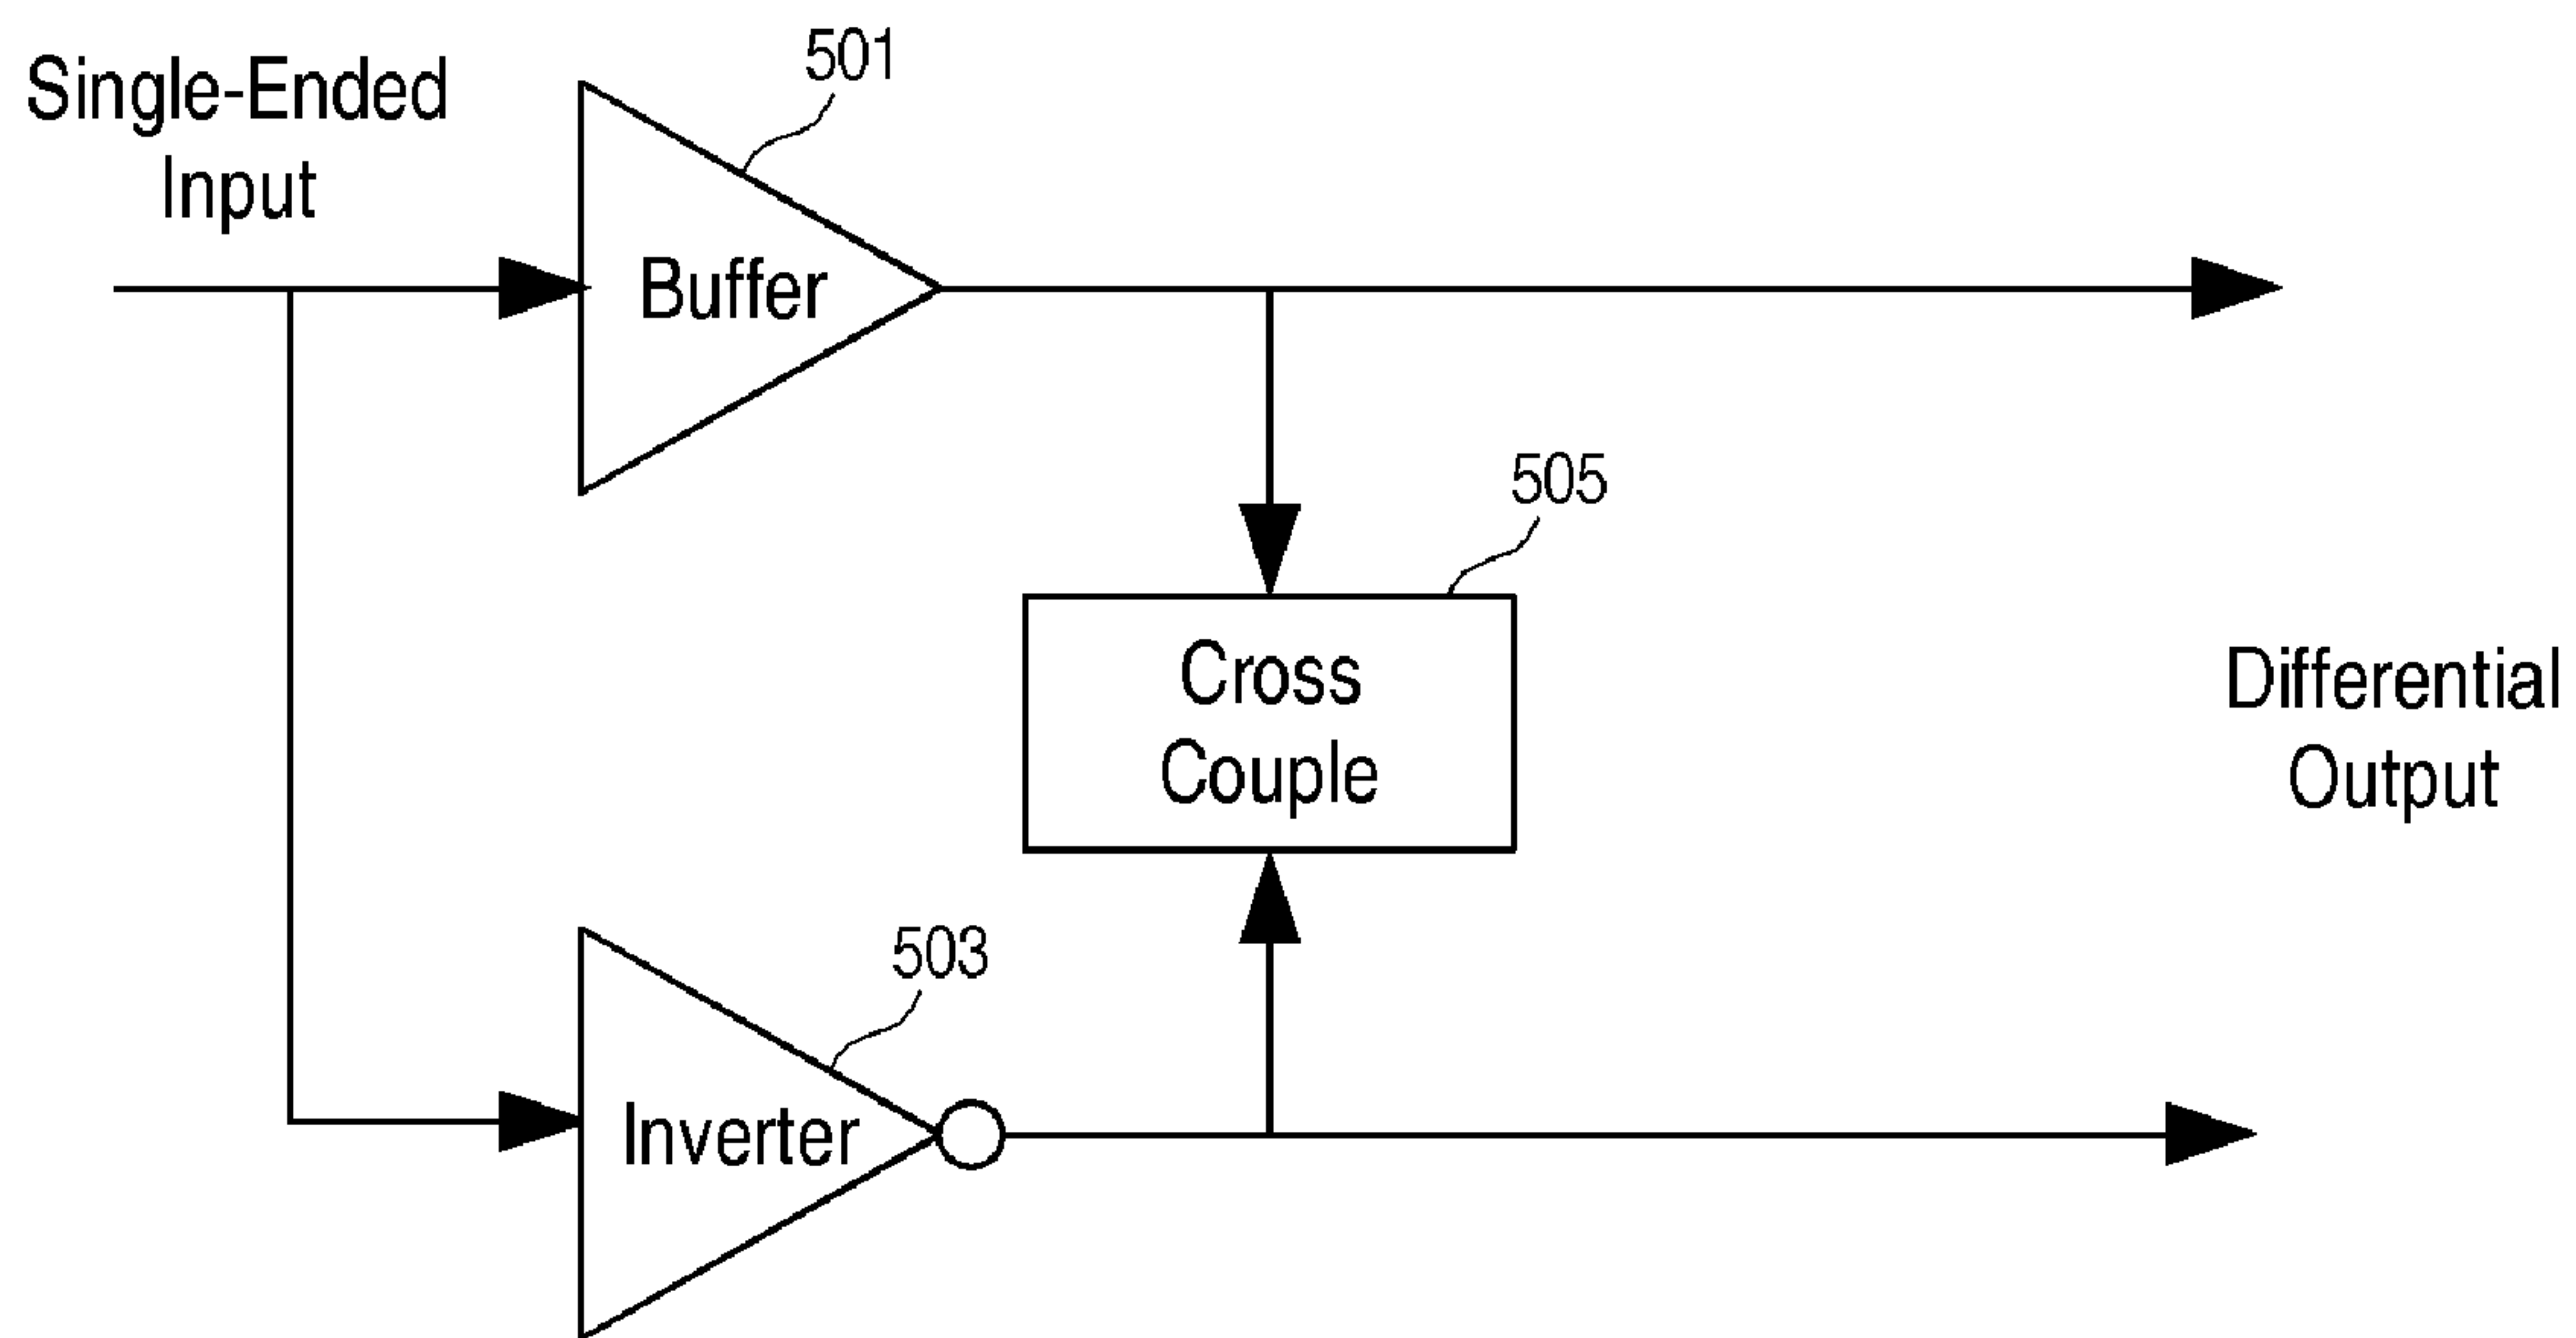 Single-Ended
Input
501
Buffer
505
Cross
Couple
Differential
Output
503
Inverter